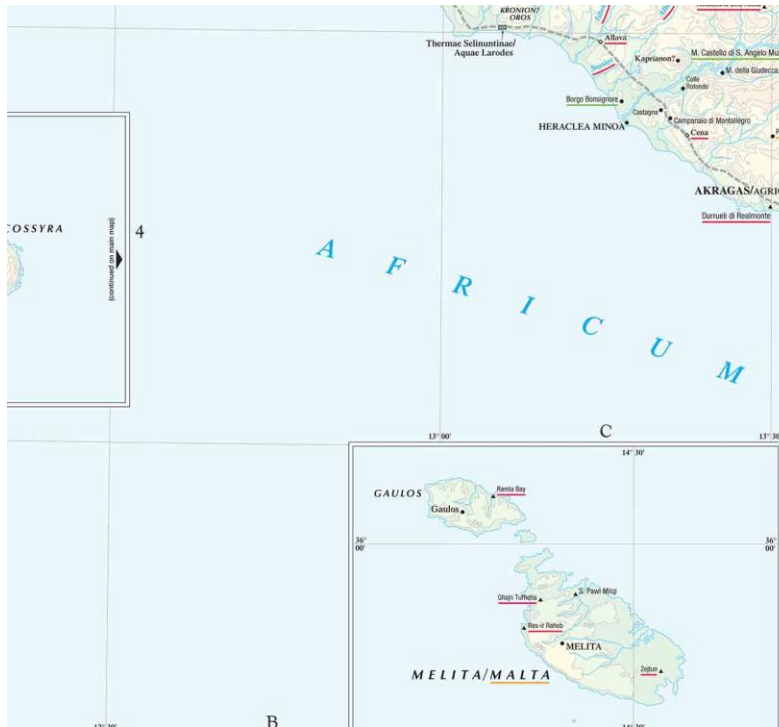 KRONION?
OROS
Thermae Selinuntinae/
Aquae Larodes
Allava
Kaprianon?
M. Castello di S. Angelo Mu
M. della Giudecca
Colle
Rotondo
Borgo Bonsignore
Castagna
Campanaio di Montallegro
HERACLEA MINOA
Cena
AKRAGAS/AGRI
Durrueli di Realmonte
COSSYRA
(continued on main map)
4
AFRICUM
13° 00'
C
13° 30'
14° 30'
GAULOS
Ramla Bay
Gaulos
36°
00'
36°
00'
Ghajn Tuffieha
S. Pawl Milqi
Ras-ir Raheb
MELITA
MELITA/MALTA
Zejtun
B